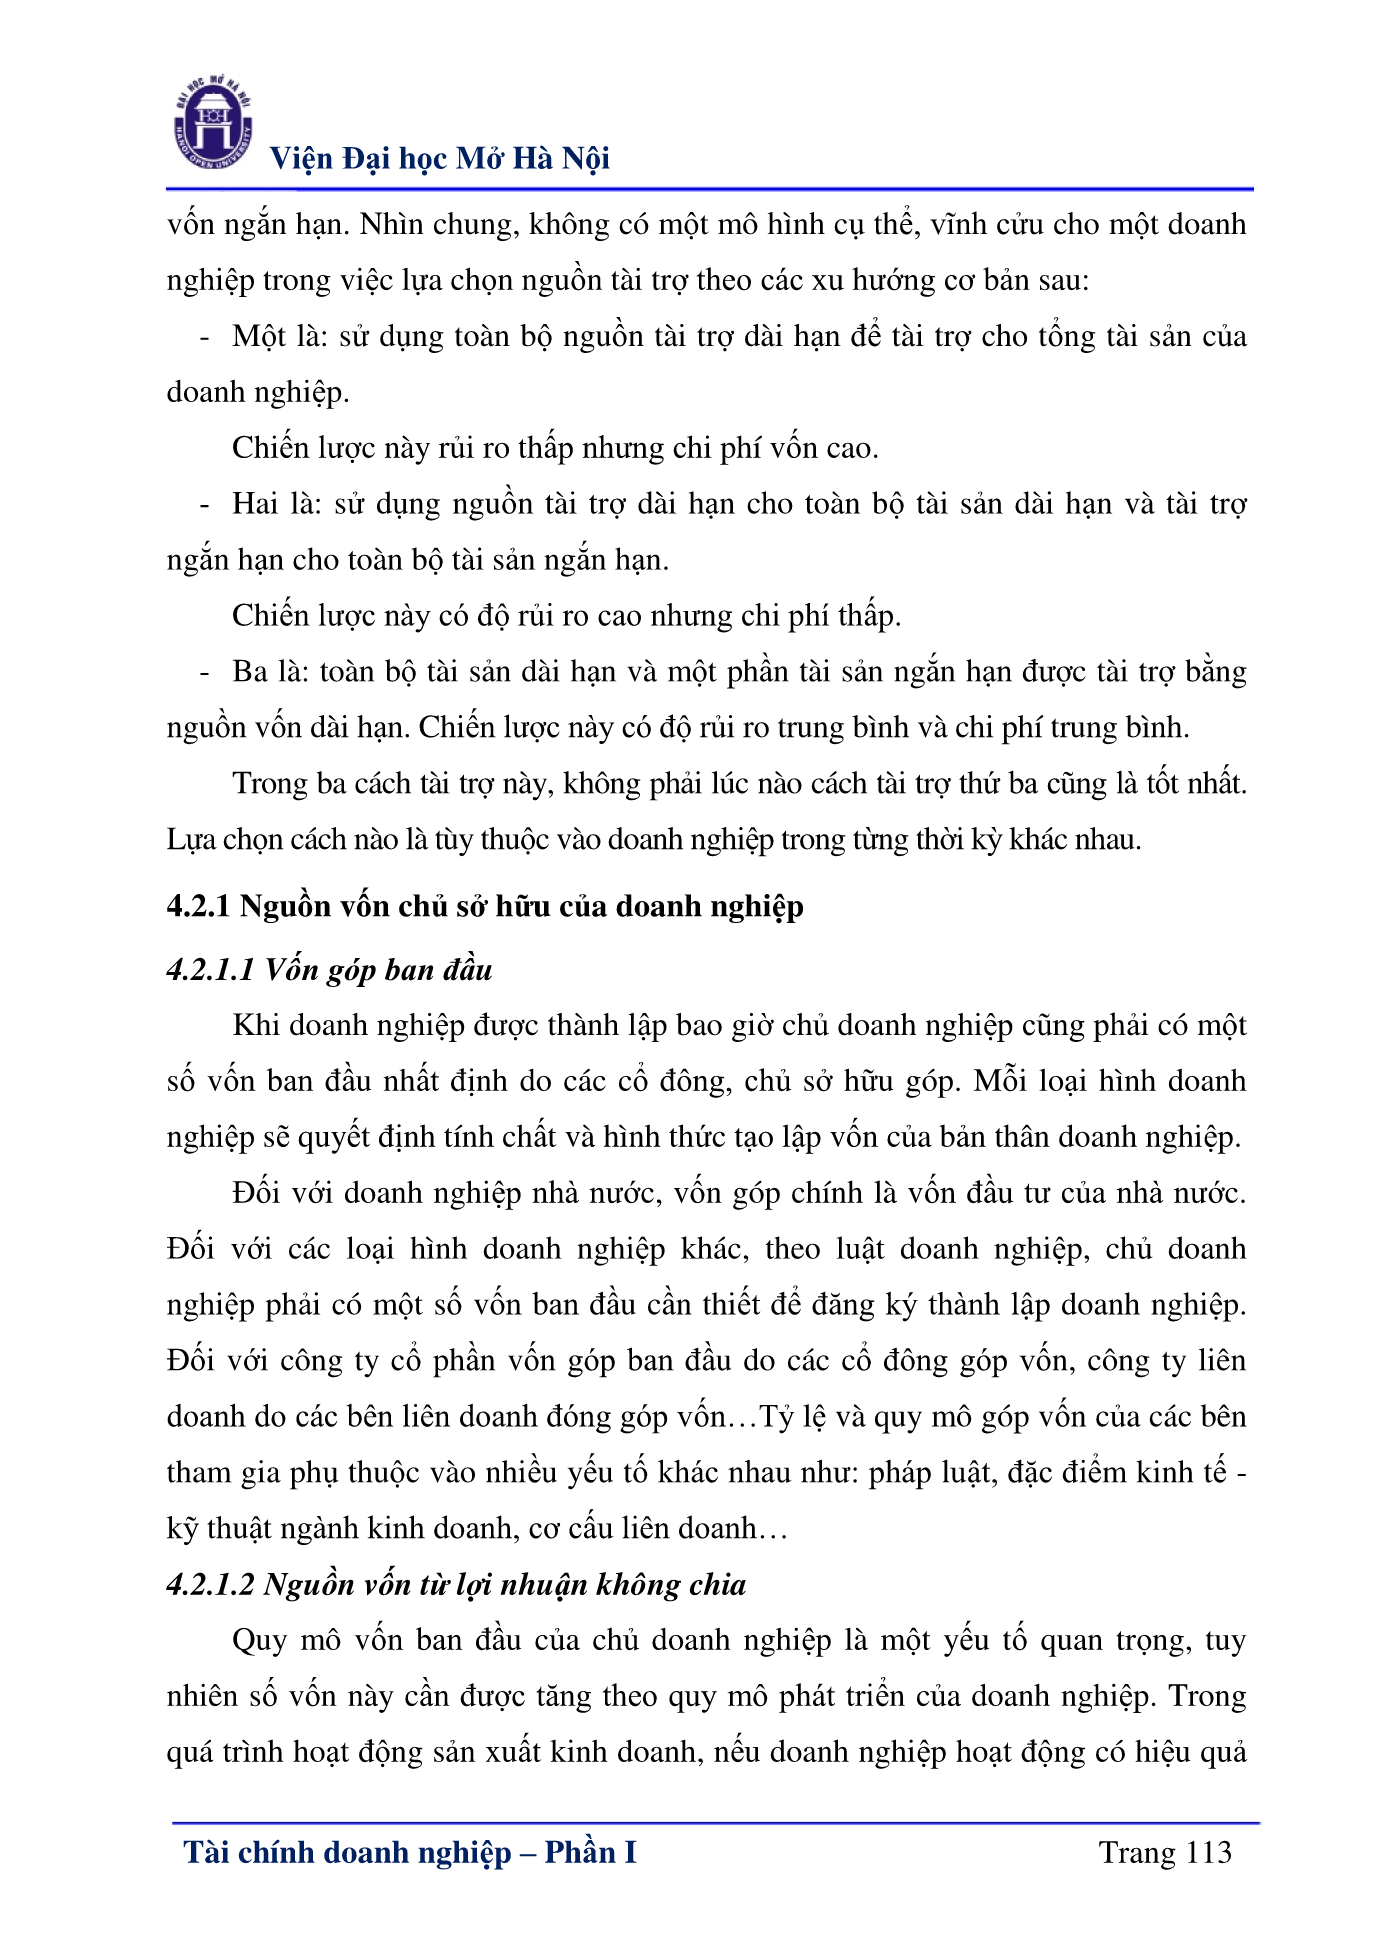 ĐẠI HỌC MỞ HÀ NỘI
HANOI OPEN UNIVERSITY
Viện Đại học Mở Hà Nội
vốn ngắn hạn. Nhìn chung, không có một mô hình cụ thể, vĩnh cửu cho một doanh
nghiệp trong việc lựa chọn nguồn tài trợ theo các xu hướng cơ bản sau:
- Một là: sử dụng toàn bộ nguồn tài trợ dài hạn để tài trợ cho tổng tài sản của
doanh nghiệp.
Chiến lược này rủi ro thấp nhưng chi phí vốn cao.
- Hai là: sử dụng nguồn tài trợ dài hạn cho toàn bộ tài sản dài hạn và tài trợ
ngắn hạn cho toàn bộ tài sản ngắn hạn.
Chiến lược này có độ rủi ro cao nhưng chi phí thấp.
- Ba là: toàn bộ tài sản dài hạn và một phần tài sản ngắn hạn được tài trợ bằng
nguồn vốn dài hạn. Chiến lược này có độ rủi ro trung bình và chi phí trung bình.
Trong ba cách tài trợ này, không phải lúc nào cách tài trợ thứ ba cũng là tốt nhất.
Lựa chọn cách nào là tùy thuộc vào doanh nghiệp trong từng thời kỳ khác nhau.
4.2.1 Nguồn vốn chủ sở hữu của doanh nghiệp
4.2.1.1 Vốn góp ban đầu
Khi doanh nghiệp được thành lập bao giờ chủ doanh nghiệp cũng phải có một
số vốn ban đầu nhất định do các cổ đông, chủ sở hữu góp. Mỗi loại hình doanh
nghiệp sẽ quyết định tính chất và hình thức tạo lập vốn của bản thân doanh nghiệp.
Đối với doanh nghiệp nhà nước, vốn góp chính là vốn đầu tư của nhà nước.
Đối với các loại hình doanh nghiệp khác, theo luật doanh nghiệp, chủ doanh
nghiệp phải có một số vốn ban đầu cần thiết để đăng ký thành lập doanh nghiệp.
Đối với công ty cổ phần vốn góp ban đầu do các cổ đông góp vốn, công ty liên
doanh do các bên liên doanh đóng góp vốn…Tỷ lệ và quy mô góp vốn của các bên
tham gia phụ thuộc vào nhiều yếu tố khác nhau như: pháp luật, đặc điểm kinh tế -
kỹ thuật ngành kinh doanh, cơ cấu liên doanh…
4.2.1.2 Nguồn vốn từ lợi nhuận không chia
Quy mô vốn ban đầu của chủ doanh nghiệp là một yếu tố quan trọng, tuy
nhiên số vốn này cần được tăng theo quy mô phát triển của doanh nghiệp. Trong
quá trình hoạt động sản xuất kinh doanh, nếu doanh nghiệp hoạt động có hiệu quả
Tài chính doanh nghiệp – Phần I
Trang 113